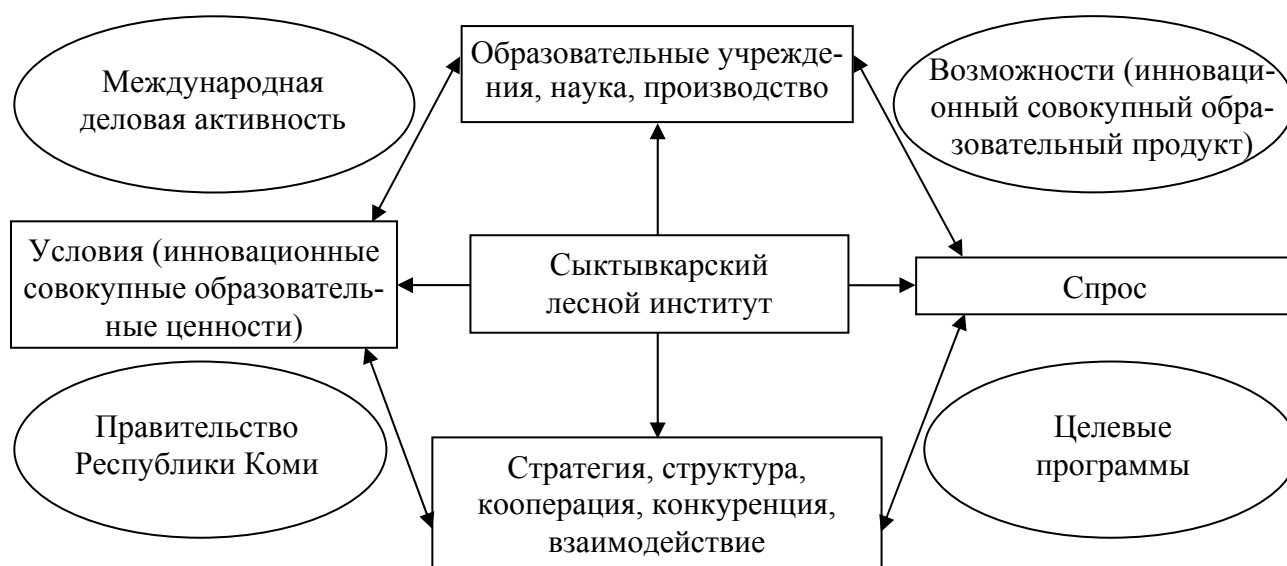 Международная
деловая активность
Образовательные учрежде-
ния, наука, производство
Возможности (инноваци-
онный совокупный обра-
зовательный продукт)
Условия (инновационные
совокупные образователь-
ные ценности)
Сыктывкарский
лесной институт
Спрос
Правительство
Республики Коми
Стратегия, структура,
кооперация, конкуренция,
взаимодействие
Целевые
программы